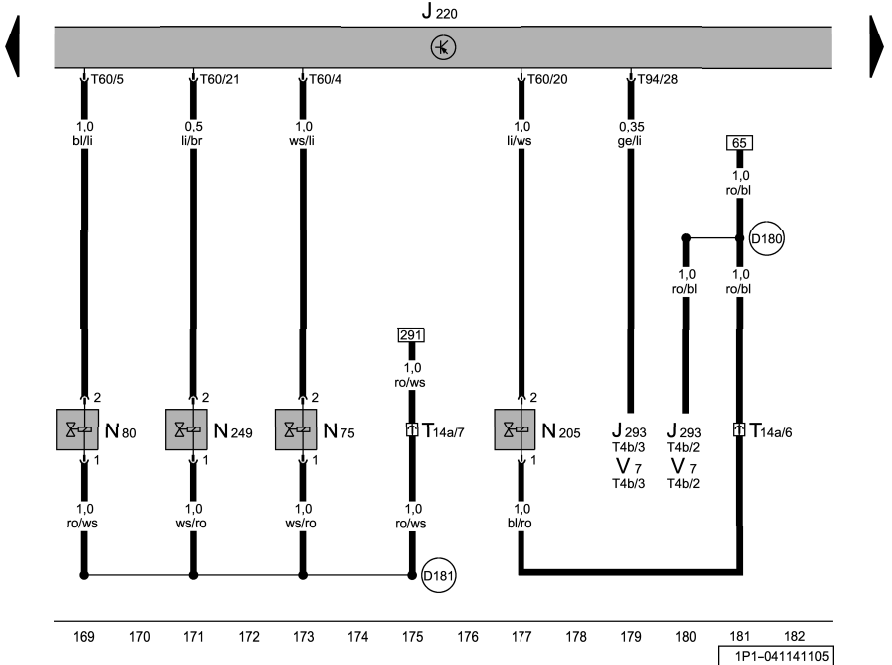 J 220
T60/5 T60/21 T60/4 T60/20 T94/28
1,0 0,5 1,0 1,0 0,35
bl/li li/br ws/li li/ws ge/li
65
1,0
ro/bl
D180
1,0 1,0
ro/bl ro/bl
291
1,0
ro/ws
2 2 2 2
N 80 N 249 N 75 T14a/7 N 205 J 293 J 293 T14a/6
T4b/3 T4b/2
1 1 1 1 V 7 V 7
T4b/3 T4b/2
1,0 1,0 1,0 1,0 1,0
ro/ws ws/ro ws/ro ro/ws bl/ro
D181
169 170 171 172 173 174 175 176 177 178 179 180 181 182
1P1-041141105